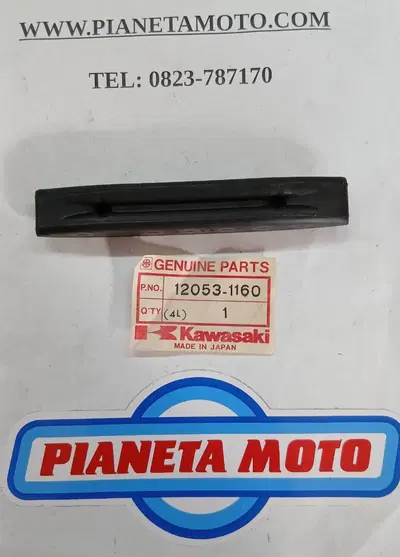 WWW.PIANETAMOTO.COM
TEL: 0823-787170
GENUINE PARTS
P.NO. 12053-1160
Q'TY (4L) 1
Kawasaki
MADE IN JAPAN
PIANETA MOTO